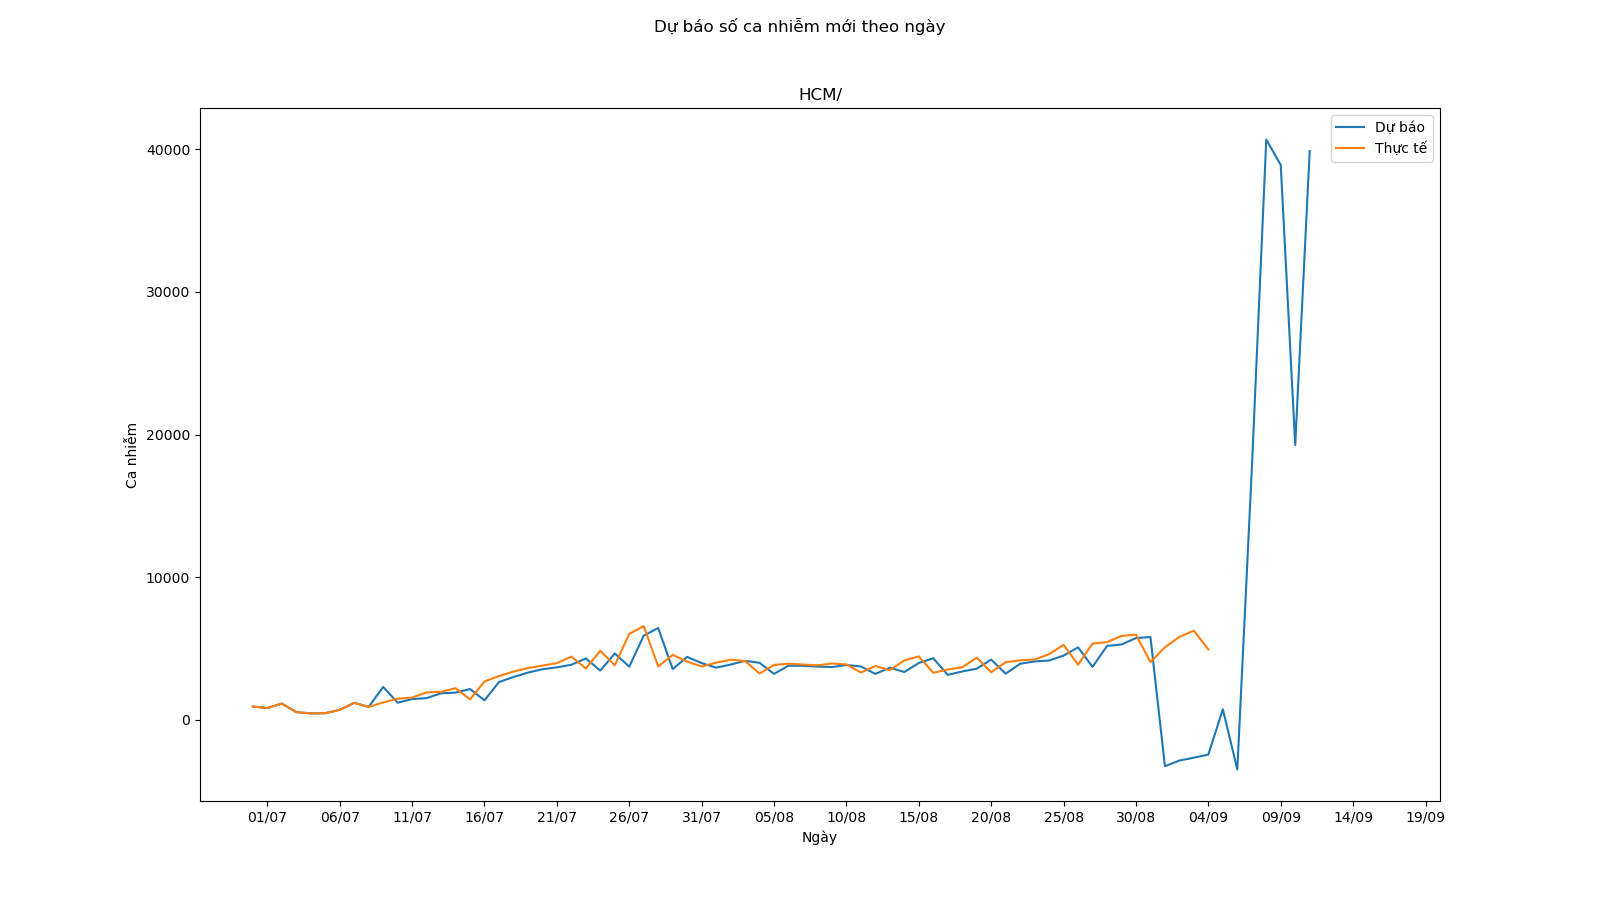 Dự báo số ca nhiễm mới theo ngày
HCM/
Dự báo
Thực tế
40000
30000
20000
10000
0
Ca nhiễm
01/07 06/07 11/07 16/07 21/07 26/07 31/07 05/08 10/08 15/08 20/08 25/08 30/08 04/09 09/09 14/09 19/09
Ngày